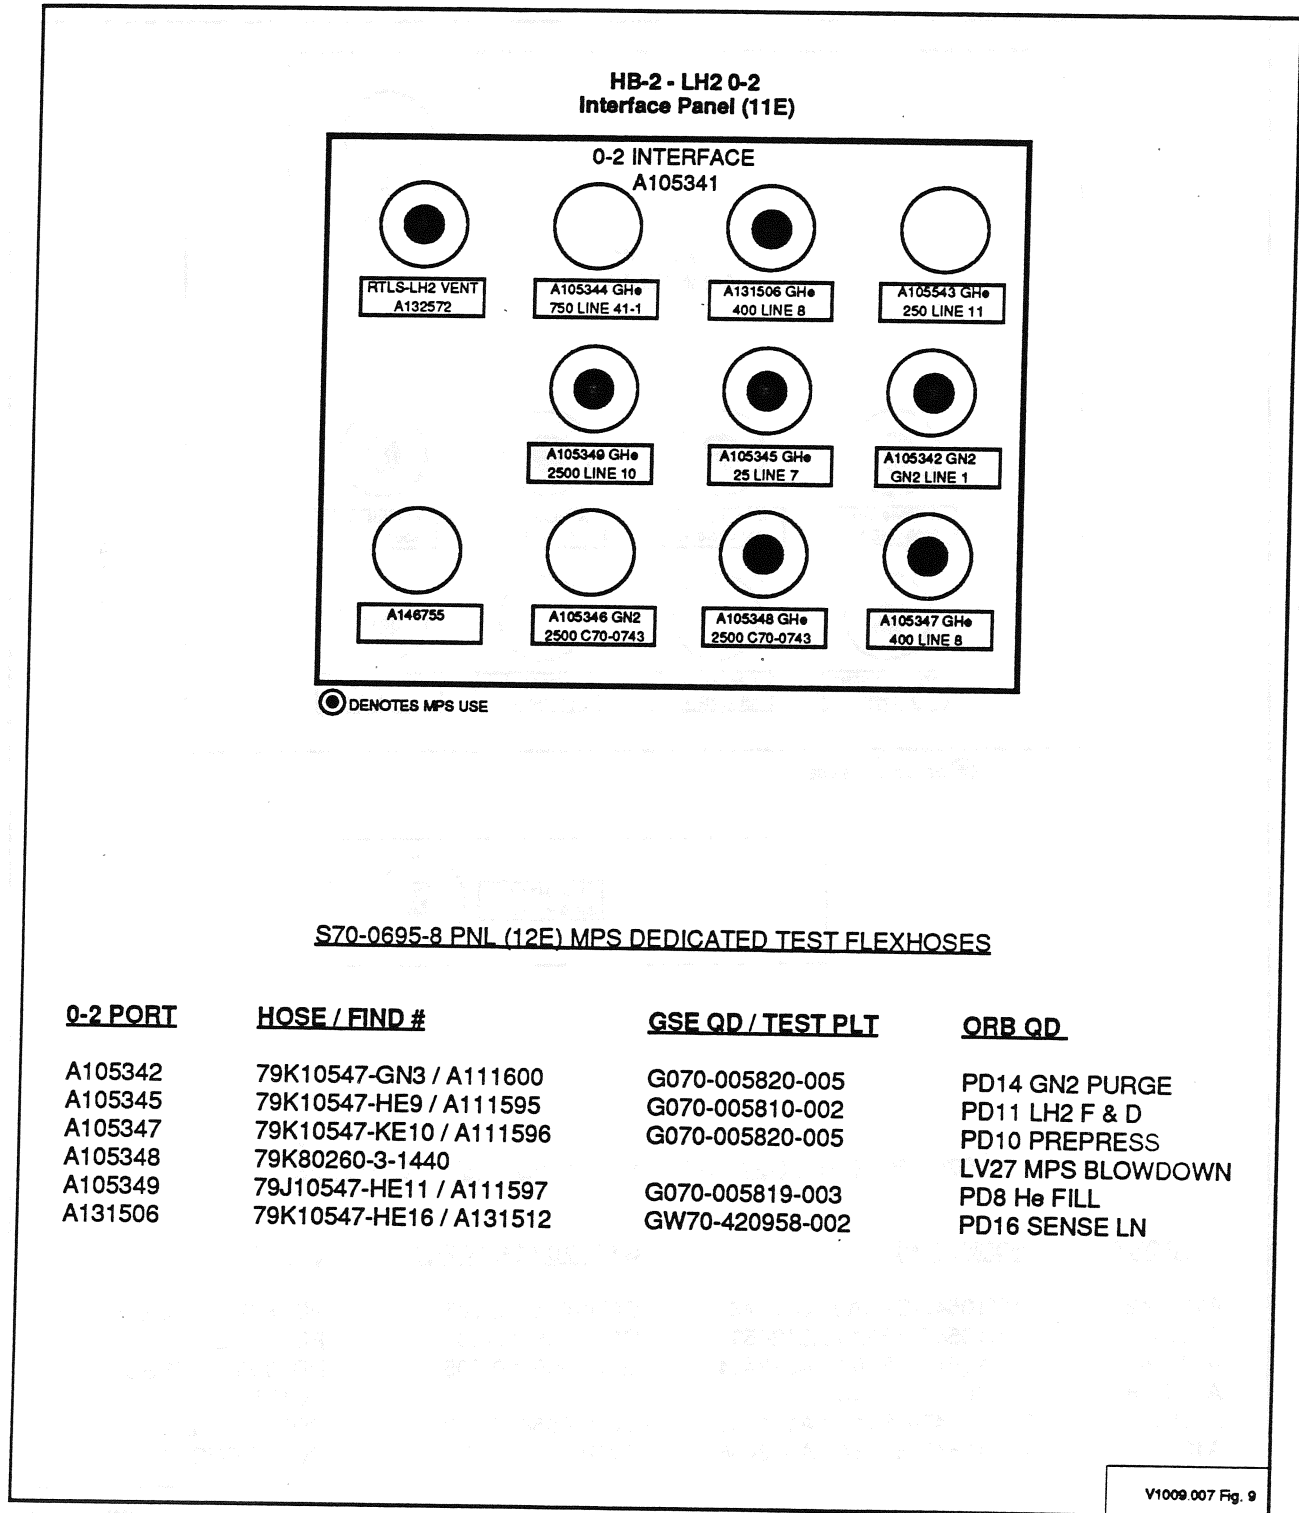 HB-2 - LH2 0-2
Interface Panel (11E)
0-2 INTERFACE
A105341
RTLS-LH2 VENT
A132572
A105344 GHe
750 LINE 41-1
A131506 GHe
400 LINE 8
A105543 GHe
250 LINE 11
A105349 GHe
2500 LINE 10
A105345 GHe
25 LINE 7
A105342 GN2
GN2 LINE 1
A146755
A105346 GN2
2500 C70-0743
A105348 GHe
2500 C70-0743
A105347 GHe
400 LINE 8
DENOTES MPS USE
S70-0695-8 PNL (12E) MPS DEDICATED TEST FLEXHOSES
0-2 PORT HOSE / FIND # GSE QD / TEST PLT ORB QD
A105342 79K10547-GN3 / A111600 G070-005820-005 PD14 GN2 PURGE
A105345 79K10547-HE9 / A111595 G070-005810-002 PD11 LH2 F & D
A105347 79K10547-KE10 / A111596 G070-005820-005 PD10 PREPRESS
A105348 79K80260-3-1440 LV27 MPS BLOWDOWN
A105349 79J10547-HE11 / A111597 G070-005819-003 PD8 He FILL
A131506 79K10547-HE16 / A131512 GW70-420958-002 PD16 SENSE LN
V1009.007 Fig. 9